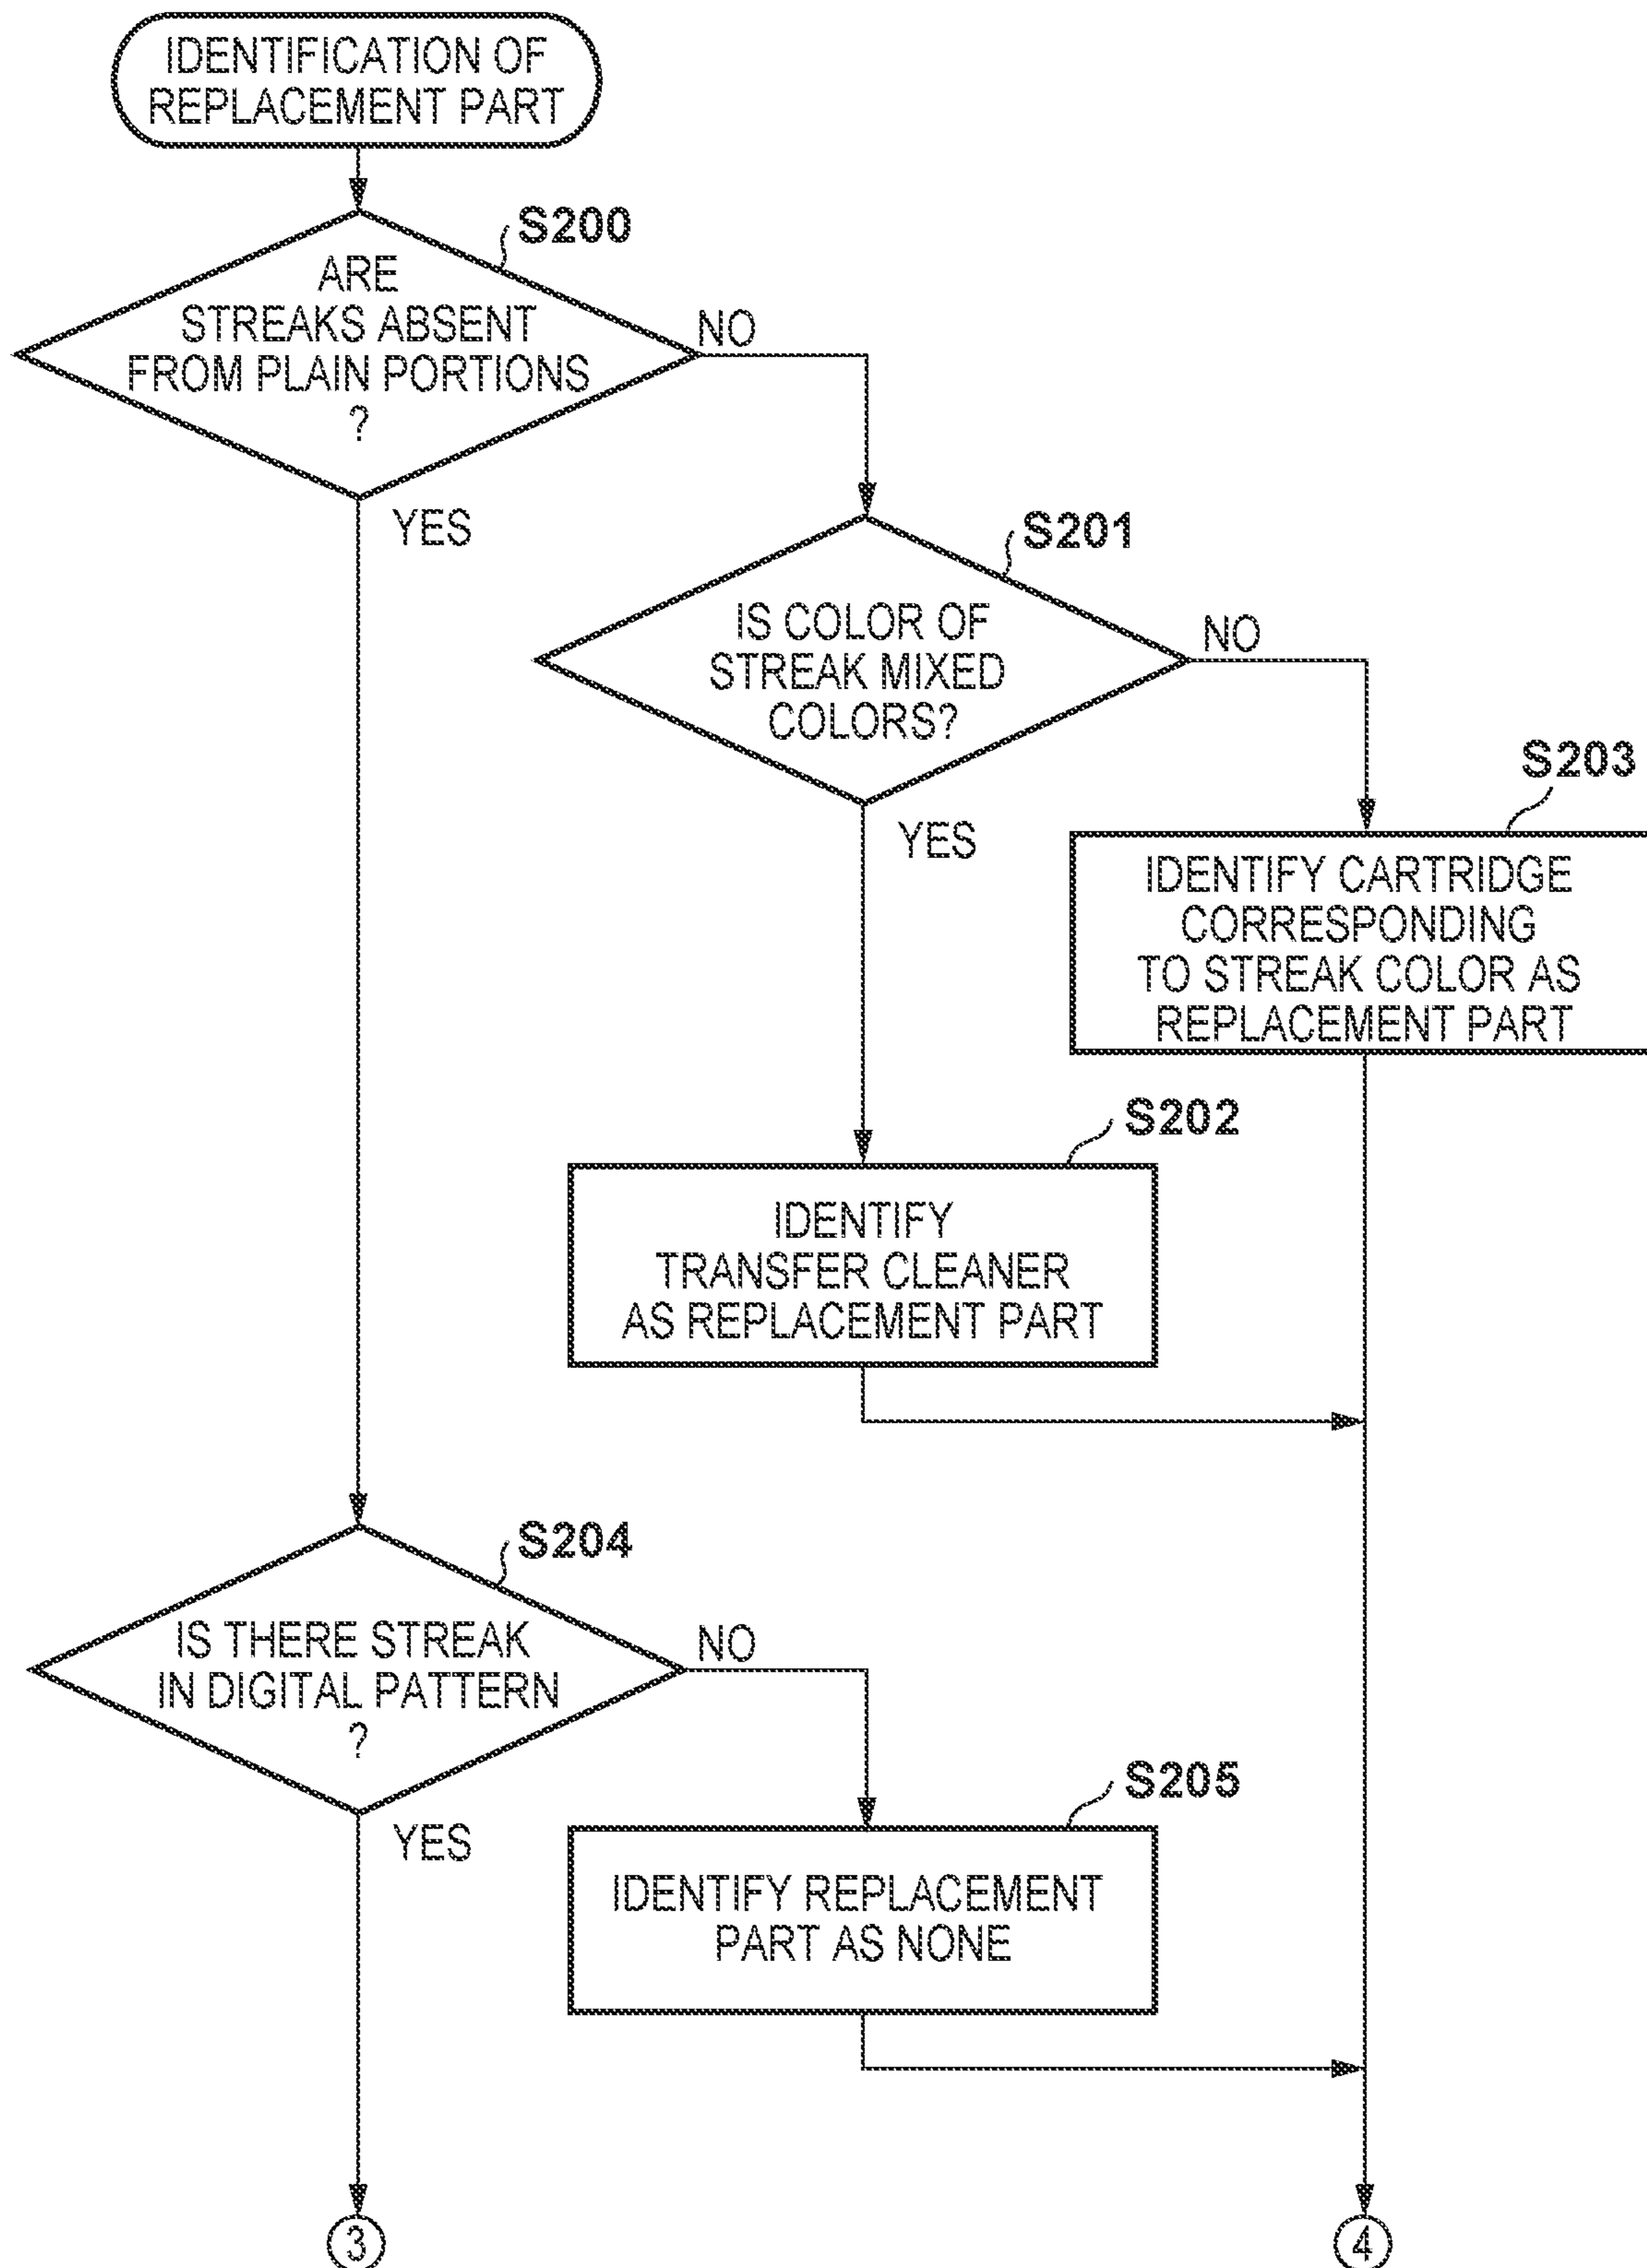 IDENTIFICATION OF
REPLACEMENT PART
S200
ARE
STREAKS ABSENT
FROM PLAIN PORTIONS
?
NO
YES
S201
IS COLOR OF
STREAK MIXED
COLORS?
NO
YES
S203
IDENTIFY CARTRIDGE
CORRESPONDING
TO STREAK COLOR AS
REPLACEMENT PART
S202
IDENTIFY
TRANSFER CLEANER
AS REPLACEMENT PART
S204
IS THERE STREAK
IN DIGITAL PATTERN
?
NO
YES
S205
IDENTIFY REPLACEMENT
PART AS NONE
3
4